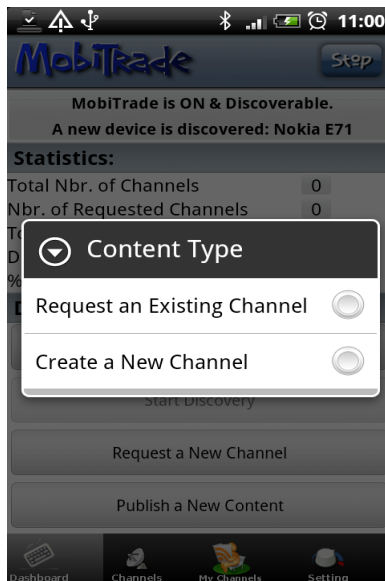 11:00
MobiTrade
Stop
MobiTrade is ON & Discoverable.
A new device is discovered: Nokia E71
Statistics:
Total Nbr. of Channels 0
Nbr. of Requested Channels 0
Content Type
Request an Existing Channel
Create a New Channel
Start Discovery
Request a New Channel
Publish a New Content
Dashboard
Channels
My Channels
Setting